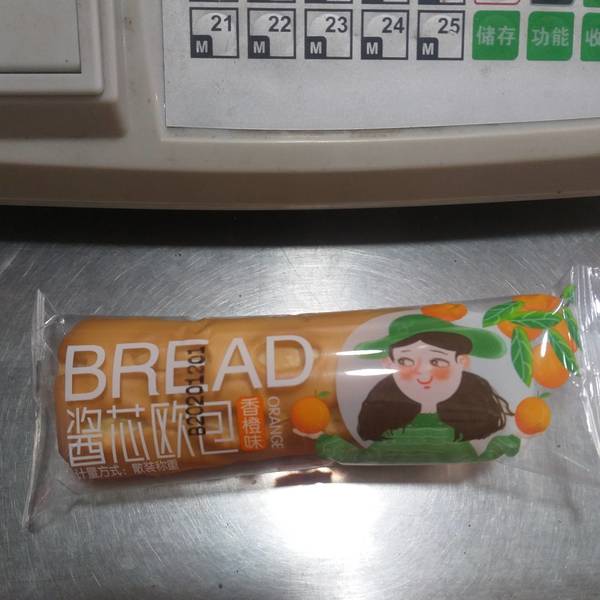 21 22 23 24 25
M M M M M
储存 功能 收
BREAD
酱芯欧包
香橙味
ORANGE
B20201201
计量方式：散装称重